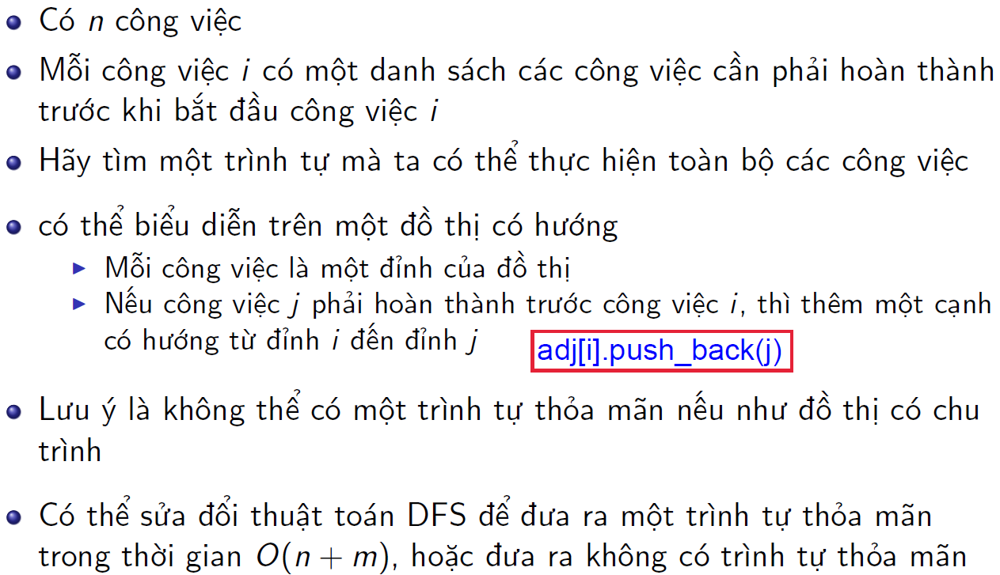 Có n công việc
Mỗi công việc i có một danh sách các công việc cần phải hoàn thành
trước khi bắt đầu công việc i
Hãy tìm một trình tự mà ta có thể thực hiện toàn bộ các công việc
có thể biểu diễn trên một đồ thị có hướng
Mỗi công việc là một đỉnh của đồ thị
Nếu công việc j phải hoàn thành trước công việc i, thì thêm một cạnh
có hướng từ đỉnh i đến đỉnh j adj[i].push_back(j)
Lưu ý là không thể có một trình tự thỏa mãn nếu như đồ thị có chu
trình
Có thể sửa đổi thuật toán DFS để đưa ra một trình tự thỏa mãn
trong thời gian O(n + m), hoặc đưa ra không có trình tự thỏa mãn